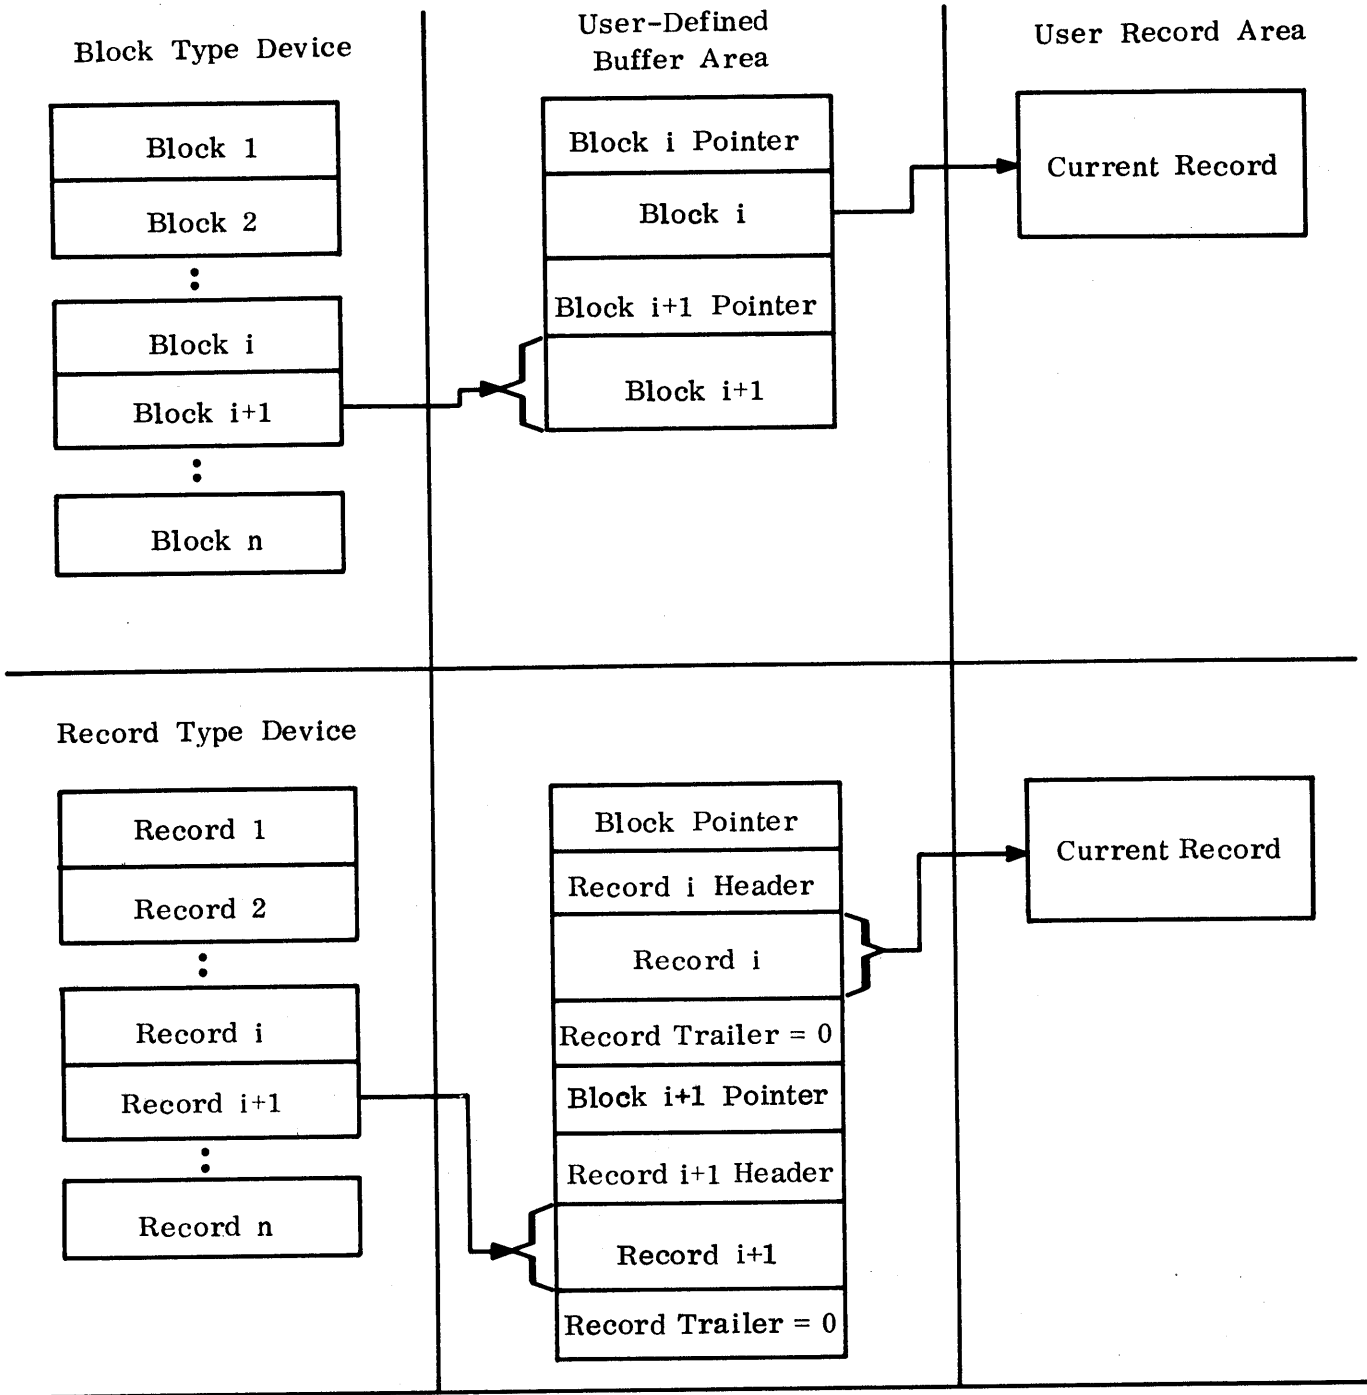 Block Type Device
User-Defined
Buffer Area
User Record Area
Block 1
Block 2
Block i
Block i+1
Block n
Block i Pointer
Block i
Block i+1 Pointer
Block i+1
Current Record
Record Type Device
Record 1
Record 2
Record i
Record i+1
Record n
Block Pointer
Record i Header
Record i
Record Trailer = 0
Block i+1 Pointer
Record i+1 Header
Record i+1
Record Trailer = 0
Current Record